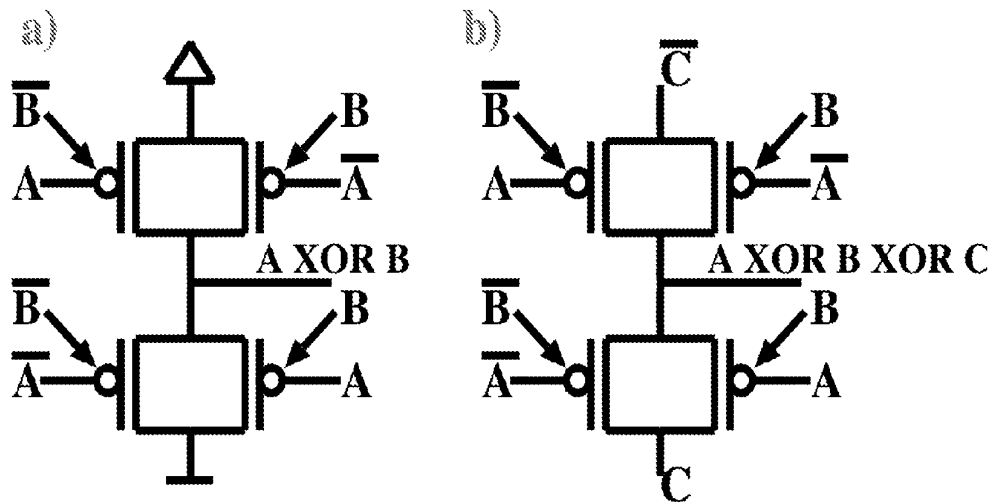 a)
B̅ B
A A̅
A XOR B
B̅ B
A̅ A
b)
C̅
B̅ B
A A̅
A XOR B XOR C
B̅ B
A̅ A
C